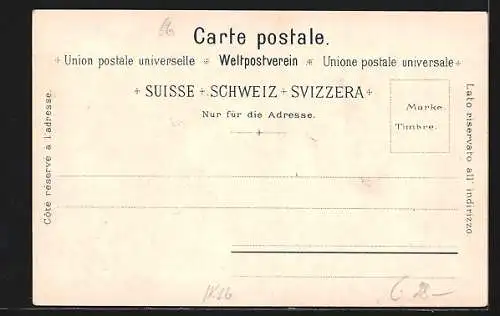 Carte postale.
+ Union postale universelle + Weltpostverein + Unione postale universale +
+ SUISSE + SCHWEIZ + SVIZZERA +
Nur für die Adresse.
Marke.
Timbre.
Côté réservé à l'adresse.
Lato riservato all' indirizzo.